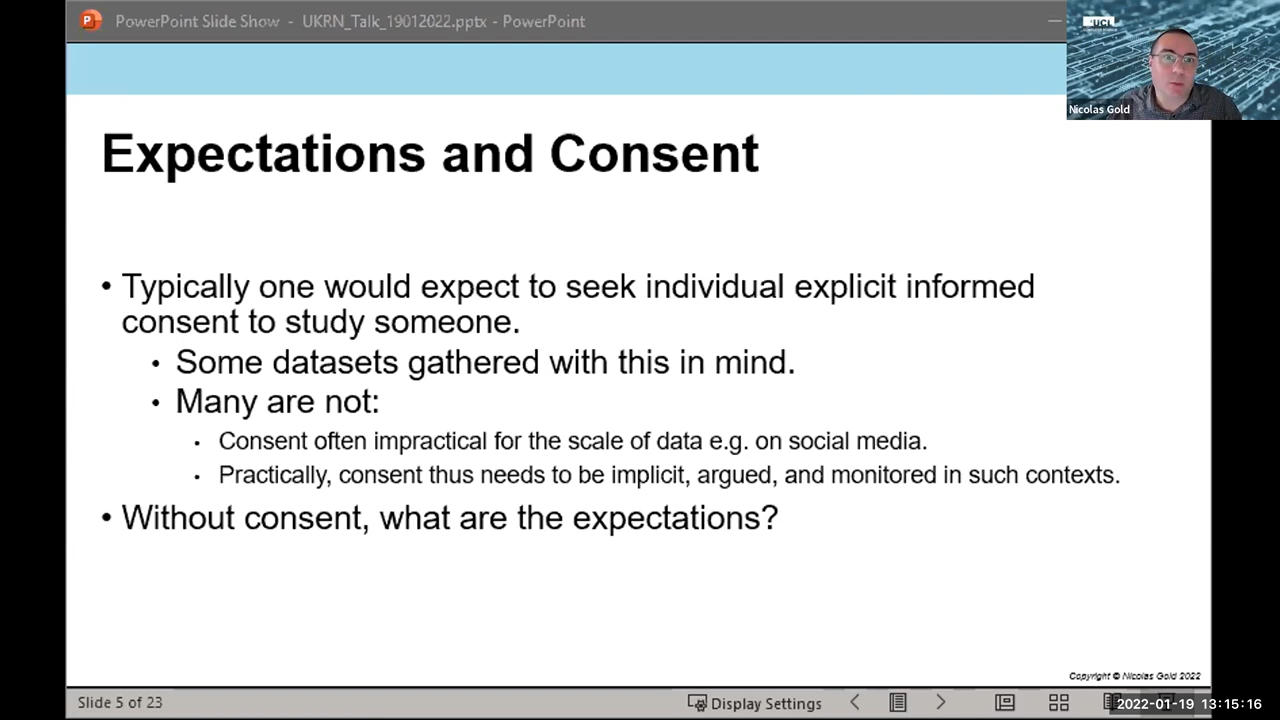 PowerPoint Slide Show - UKRN_Talk_19012022.pptx - PowerPoint
UCL
Nicolas Gold
Expectations and Consent
• Typically one would expect to seek individual explicit informed
consent to study someone.
• Some datasets gathered with this in mind.
• Many are not:
• Consent often impractical for the scale of data e.g. on social media.
• Practically, consent thus needs to be implicit, argued, and monitored in such contexts.
• Without consent, what are the expectations?
Copyright © Nicolas Gold 2022
Slide 5 of 23
Display Settings
2022-01-19 13:15:16